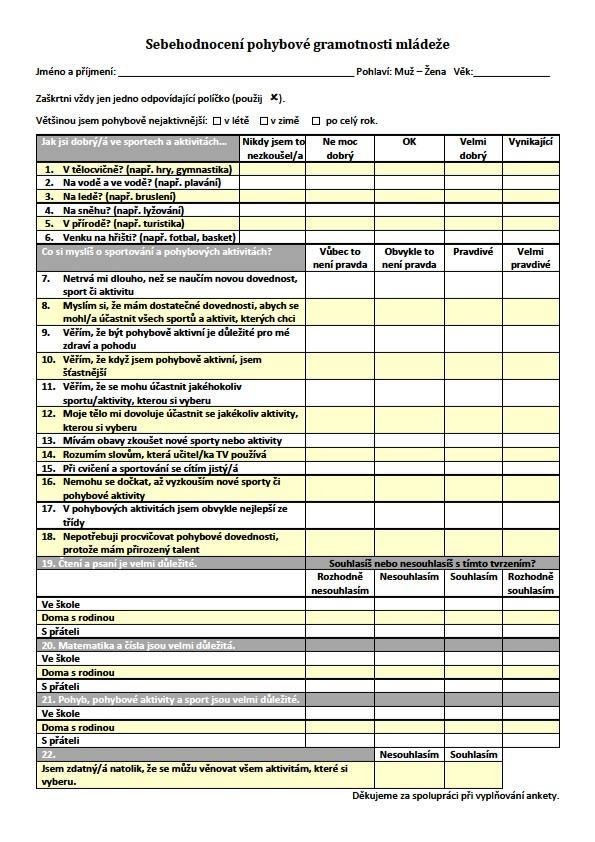 Sebehodnocení pohybové gramotnosti mládeže
Jméno a příjmení: ____________________ Pohlaví: Muž – Žena Věk:____________
Zaškrtni vždy jen jedno odpovídající políčko (použij ✘).
Většinou jsem pohybově nejaktivnější: ☐ v létě ☐ v zimě ☐ po celý rok.
Jak jsi dobrý/á ve sportech a aktivitách... Nikdy jsem to Ne moc OK Velmi Vynikající
nezkoušel/a dobrý dobrý
1. V tělocvičně? (např. hry, gymnastika)
2. Na vodě a ve vodě? (např. plavání)
3. Na ledě? (např. bruslení)
4. Na sněhu? (např. lyžování)
5. V přírodě? (např. turistika)
6. Venku na hřišti? (např. fotbal, basket)
Co si myslíš o sportování a pohybových aktivitách? Vůbec to Obvykle to Pravdivé Velmi
není pravda není pravda pravdivé
7. Netrvá mi dlouho, než se naučím novou dovednost,
sport či aktivitu
8. Myslím si, že mám dostatečné dovednosti, abych se
mohl/a účastnit všech sportů a aktivit, kterých chci
9. Věřím, že být pohybově aktivní je důležité pro mé
zdraví a pohodu
10. Věřím, že když jsem pohybově aktivní, jsem
šťastnější
11. Věřím, že se mohu účastnit jakéhokoliv
sportu/aktivity, kterou si vyberu
12. Moje tělo mi dovoluje účastnit se jakékoliv aktivity,
kterou si vyberu
13. Mívám obavy zkoušet nové sporty nebo aktivity
14. Rozumím slovům, která učitel/ka TV používá
15. Při cvičení a sportování se cítím jistý/á
16. Nemohu se dočkat, až vyzkouším nové sporty či
pohybové aktivity
17. V pohybových aktivitách jsem obvykle nejlepší ze
třídy
18. Nepotřebuji procvičovat pohybové dovednosti,
protože mám přirozený talent
19. Čtení a psaní je velmi důležité. Souhlasíš nebo nesouhlasíš s tímto tvrzením?
Rozhodně Nesouhlasím Souhlasím Rozhodně
nesouhlasím souhlasím
Ve škole
Doma s rodinou
S přáteli
20. Matematika a čísla jsou velmi důležitá.
Ve škole
Doma s rodinou
S přáteli
21. Pohyb, pohybové aktivity a sport jsou velmi důležité.
Ve škole
Doma s rodinou
S přáteli
22. Nesouhlasím Souhlasím
Jsem zdatný/á natolik, že se můžu věnovat všem aktivitám, které si
vyberu.
Děkujeme za spolupráci při vyplňování ankety.